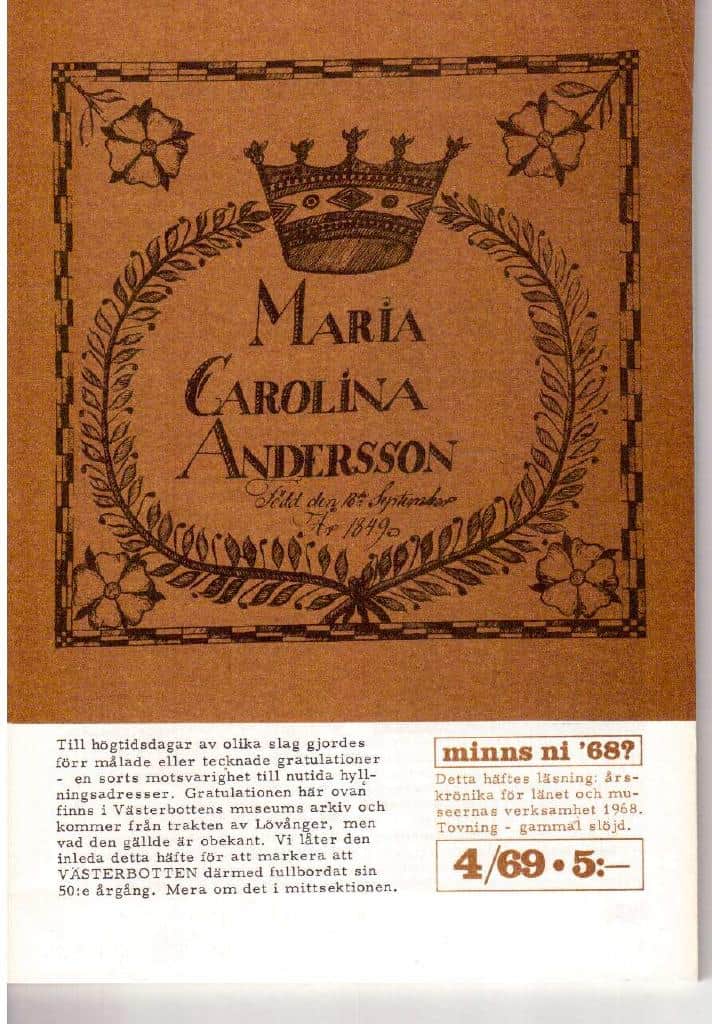 MARIA
CAROLINA
ANDERSSON
Född den 18de September
År 1849
Till högtidsdagar av olika slag gjordes
förr målade eller tecknade gratulationer
- en sorts motsvarighet till nutida hyll-
ningsadresser. Gratulationen här ovan
finns i Västerbottens museums arkiv och
kommer från trakten av Lövånger, men
vad den gällde är obekant. Vi låter den
inleda detta häfte för att markera att
VÄSTERBOTTEN därmed fullbordat sin
50:e årgång. Mera om det i mittsektionen.
minns ni '68?
Detta häftes läsning: års-
krönika för länet och mu-
seernas verksamhet 1968.
Tovning - gammal slöjd.
4/69 • 5:—